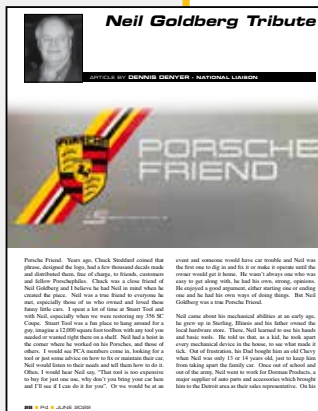 Neil Goldberg Tribute
ARTICLE BY DENNIS DENYER - NATIONAL LIAISON
PORSCHE
FRIEND
Porsche Friend. Years ago, Chuck Stoddard coined that
phrase, designed the logo, had a few thousand decals made
and distributed them, free of charge, to friends, customers
and fellow Porschephiles. Chuck was a close friend of
Neil Goldberg and I believe he had Neil in mind when he
created the piece. Neil was a true friend to everyone he
met, especially those of us who owned and loved those
funny little cars. I spent a lot of time at Stuart Tool and
with Neil, especially when we were restoring my 356 SC
Coupe. Stuart Tool was a fun place to hang around for a
guy, imagine a 12,000 square foot toolbox with any tool you
needed or wanted right there on a shelf. Neil had a hoist in
the corner where he worked on his Porsches, and those of
others. I would see PCA members come in, looking for a
tool or just some advice on how to fix or maintain their car,
Neil would listen to their needs and tell them how to do it.
Often, I would hear Neil say, "That tool is too expensive
to buy for just one use, why don't you bring your car here
and I'll see if I can do it for you". Or we would be at an
event and someone would have car trouble and Neil was
the first one to dig in and fix it or make it operate until the
owner would get it home. He wasn't always one who was
easy to get along with, he had his own, strong, opinions.
He enjoyed a good argument, either starting one or ending
one and he had his own ways of doing things. But Neil
Goldberg was a true Porsche Friend.
Neil came about his mechanical abilities at an early age,
he grew up in Sterling, Illinois and his father owned the
local hardware store. There, Neil learned to use his hands
and basic tools. He told us that, as a kid, he took apart
every mechanical device in the house, to see what made it
tick. Out of frustration, his Dad bought him an old Chevy
when Neil was only 13 or 14 years old, just to keep him
from taking apart the family car. Once out of school and
out of the army, Neil went to work for Dorman Products, a
major supplier of auto parts and accessories which brought
him to the Detroit area as their sales representative. On his
22 | P4 | JUNE 2022